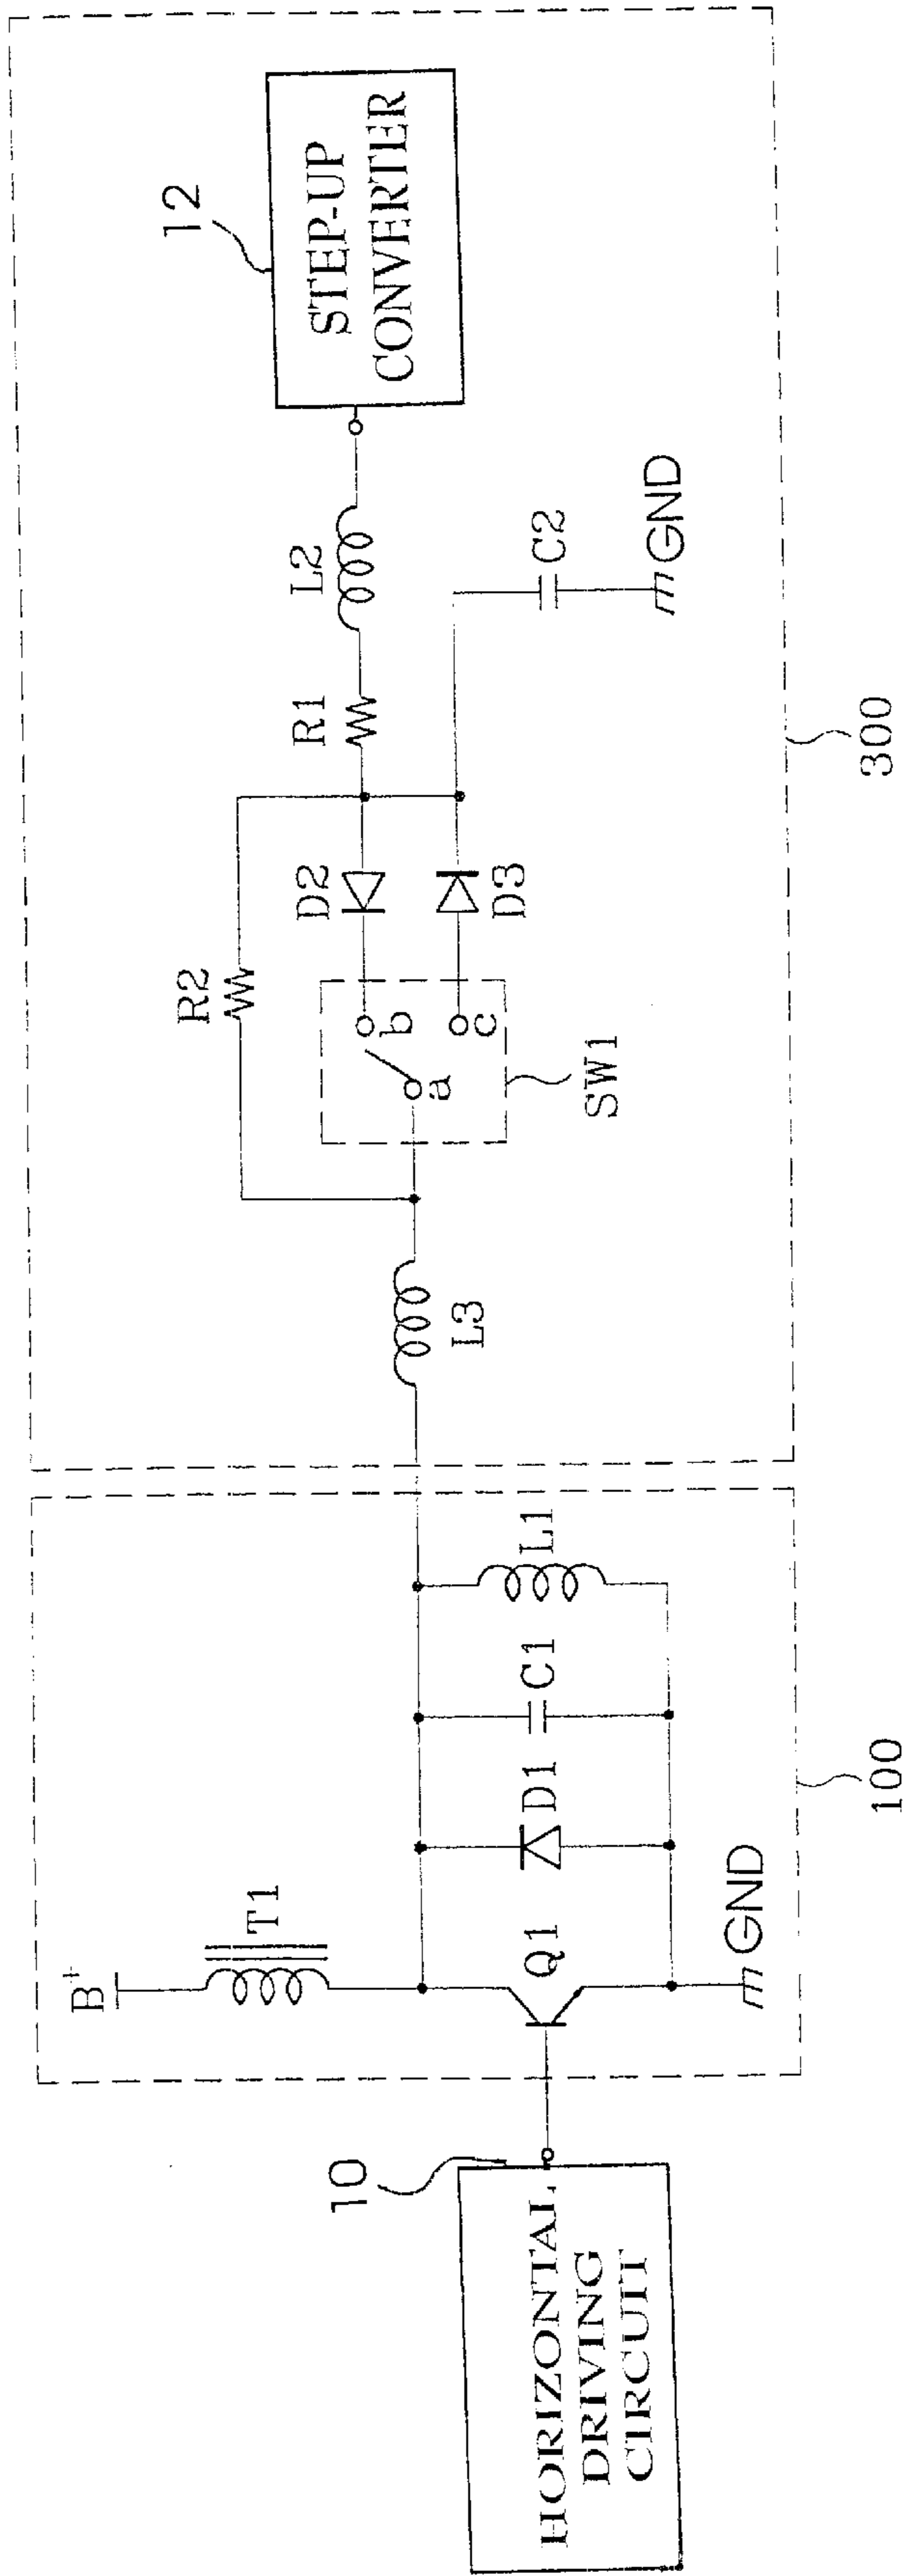 HORIZONTAL
DRIVING
CIRCUIT
10
B+
T1
Q1
D1
C1
L1
GND
100
L3
R2
a
b
c
SW1
D2
D3
R1
L2
C2
GND
12
STEP-UP
CONVERTER
300